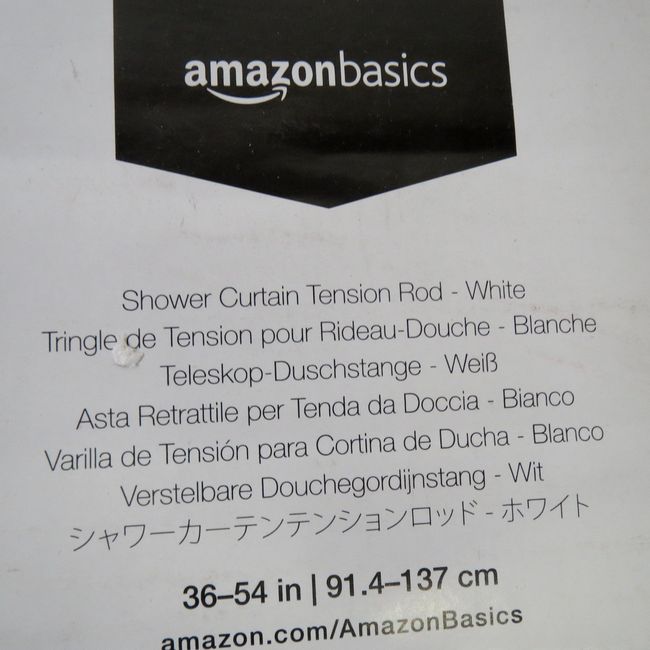 amazonbasics
Shower Curtain Tension Rod - White
Tringle de Tension pour Rideau-Douche - Blanche
Teleskop-Duschstange - Weiß
Asta Retrattile per Tenda da Doccia - Bianco
Varilla de Tensión para Cortina de Ducha - Blanco
Verstelbare Douchegordijnstang - Wit
シャワーカーテンテンションロッド - ホワイト
36–54 in | 91.4–137 cm
amazon.com/AmazonBasics